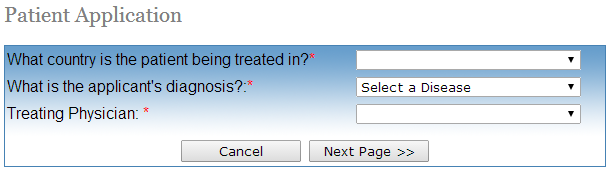 Patient Application
What country is the patient being treated in?*
What is the applicant's diagnosis?:* Select a Disease
Treating Physician: *
Cancel Next Page >>